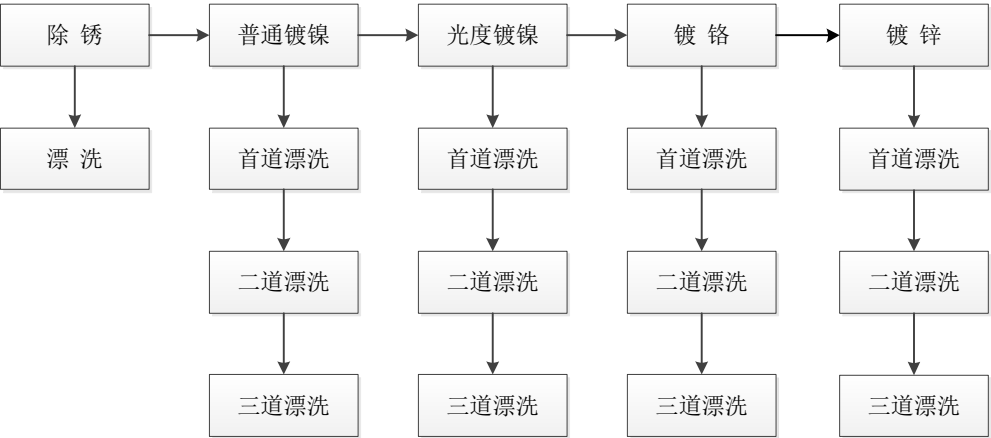 除 锈
普通镀镍
光度镀镍
镀 铬
镀 锌
漂 洗
首道漂洗
首道漂洗
首道漂洗
首道漂洗
二道漂洗
二道漂洗
二道漂洗
二道漂洗
三道漂洗
三道漂洗
三道漂洗
三道漂洗